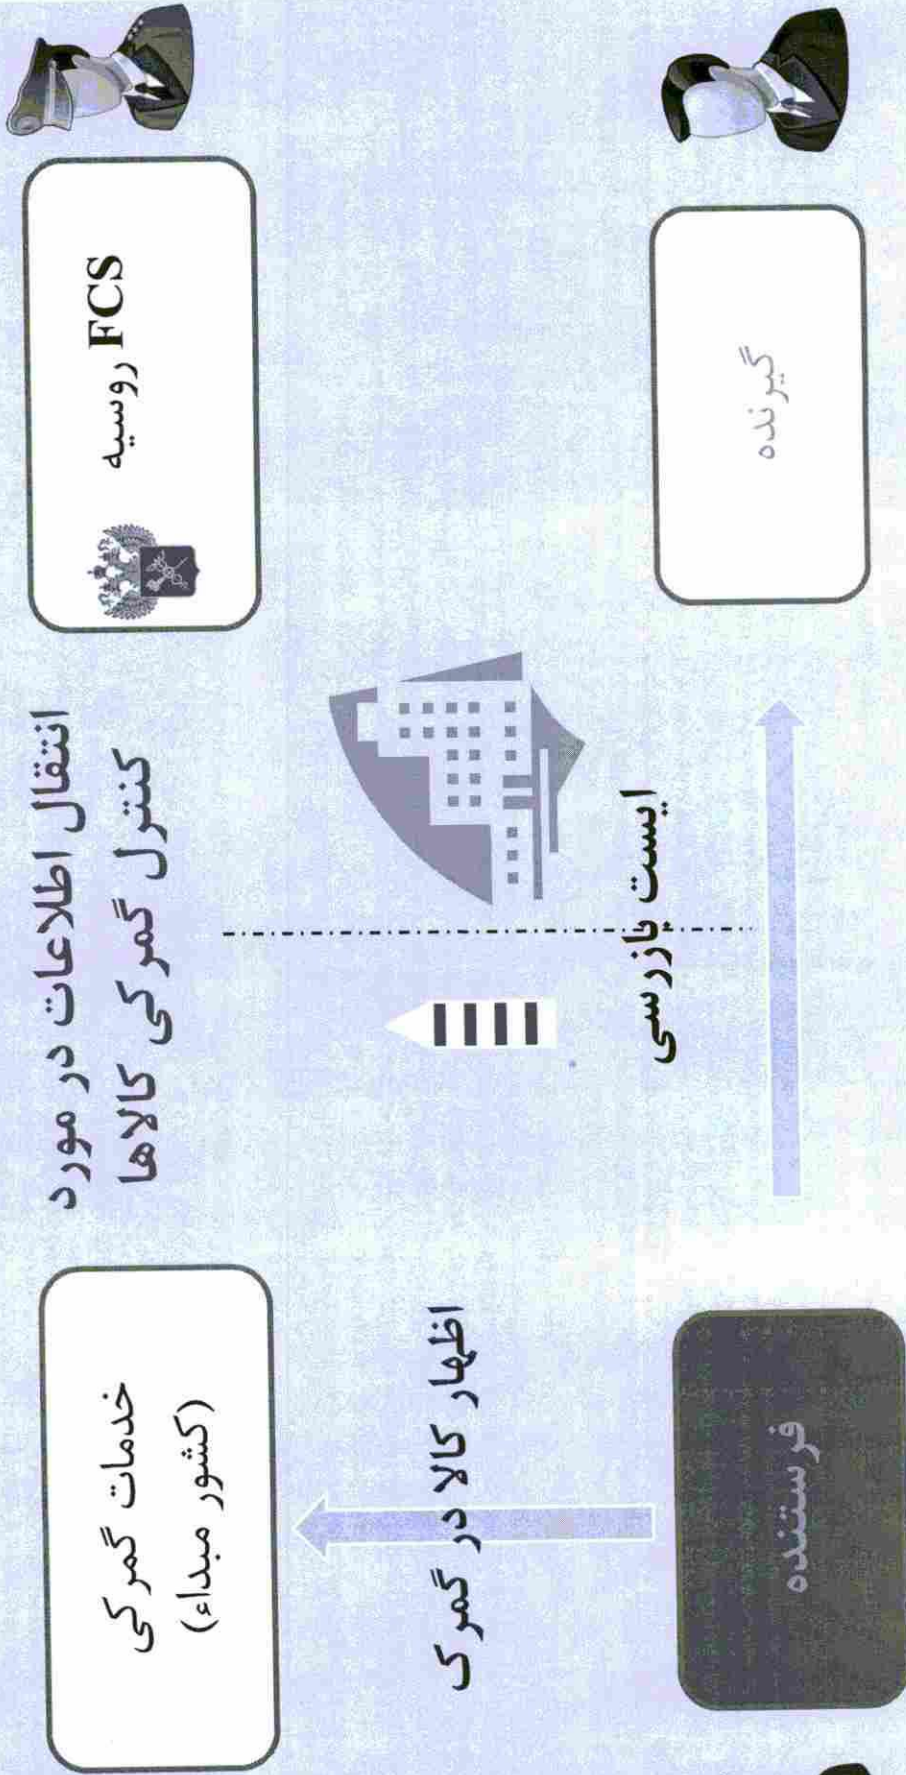 خدمات گمرکی
(کشور مبداء)
انتقال اطلاعات در مورد
کنترل گمرکی کالاها
FCS روسیه
اظهار کالا در گمرک
ایست بازرسی
فرستنده
گیرنده